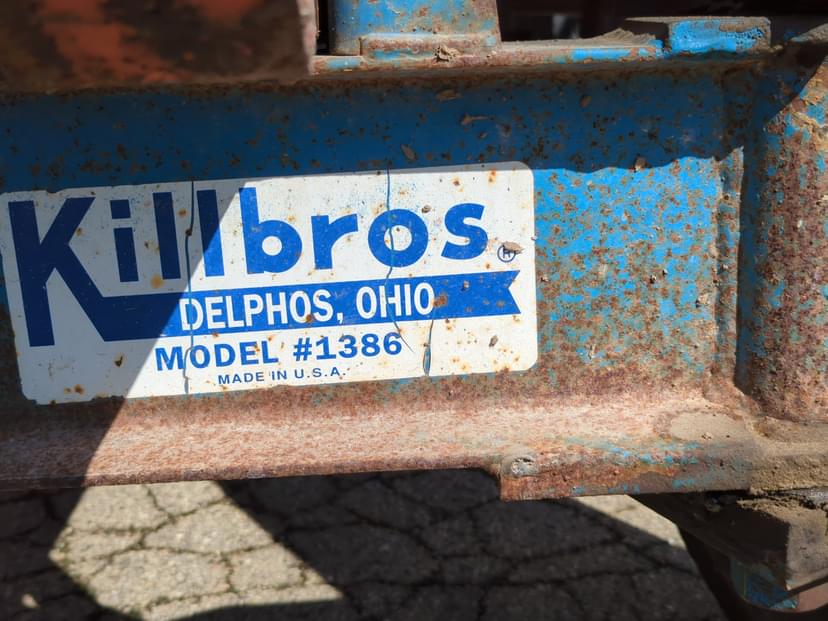 Killbros®
DELPHOS, OHIO
MODEL #1386
MADE IN U.S.A.